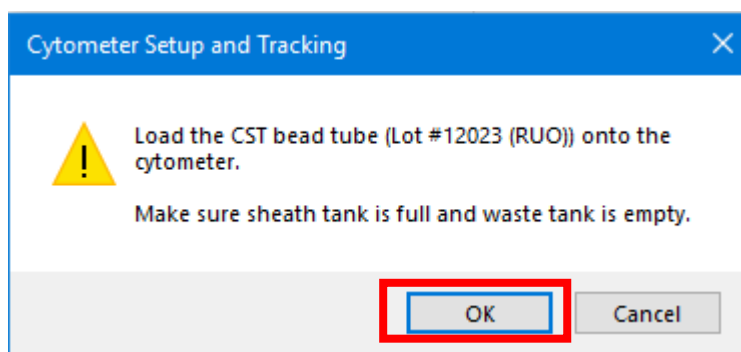 Cytometer Setup and Tracking
Load the CST bead tube (Lot #12023 (RUO)) onto the
cytometer.
Make sure sheath tank is full and waste tank is empty.
OK
Cancel